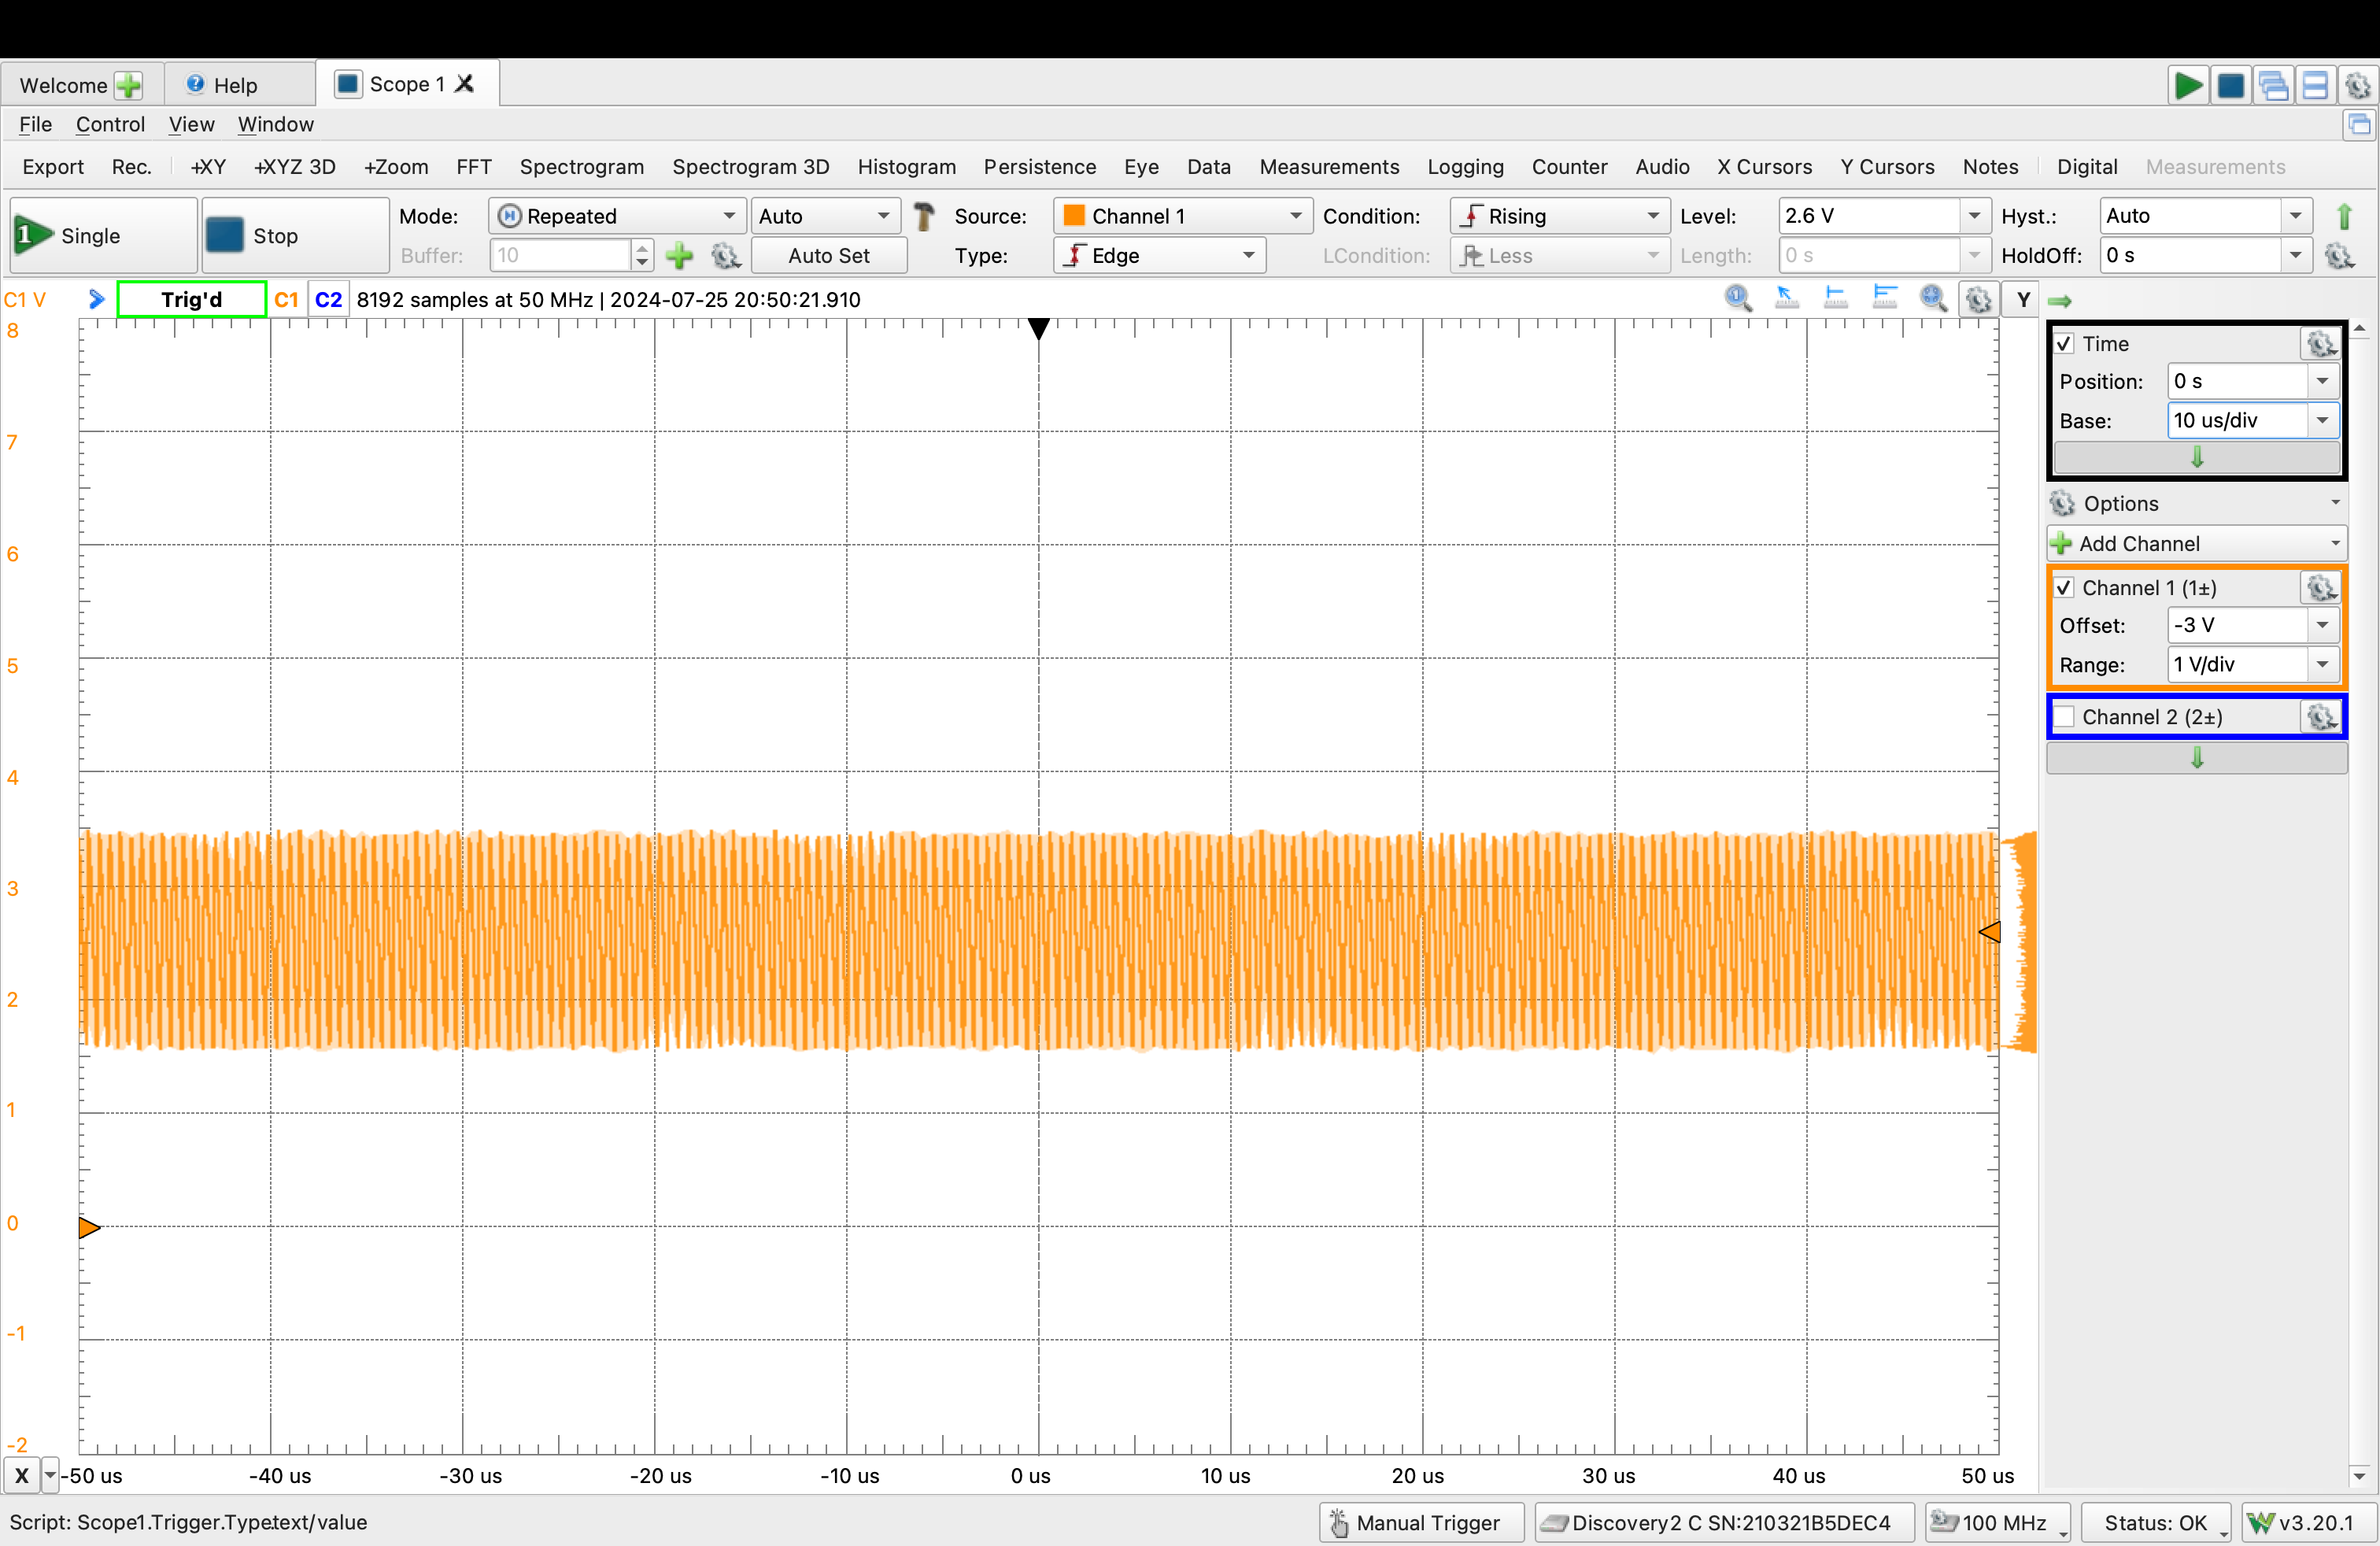 Welcome Help Scope 1
File Control View Window
Export Rec. +XY +XYZ 3D +Zoom FFT Spectrogram Spectrogram 3D Histogram Persistence Eye Data Measurements Logging Counter Audio X Cursors Y Cursors Notes Digital Measurements
1 Single Stop Mode: Repeated Auto Source: Channel 1 Condition: Rising Level: 2.6 V Hyst.: Auto
Buffer: 10 Auto Set Type: Edge LCondition: Less Length: 0 s HoldOff: 0 s
C1 V Trig'd C1 C2 8192 samples at 50 MHz | 2024-07-25 20:50:21.910 Y
8
7
6
5
4
3
2
1
0
-1
-2
X -50 us -40 us -30 us -20 us -10 us 0 us 10 us 20 us 30 us 40 us 50 us
Time
Position: 0 s
Base: 10 us/div
Options
Add Channel
Channel 1 (1±)
Offset: -3 V
Range: 1 V/div
Channel 2 (2±)
Script: Scope1.Trigger.Type.text/value Manual Trigger Discovery2 C SN:210321B5DEC4 100 MHz Status: OK W v3.20.1